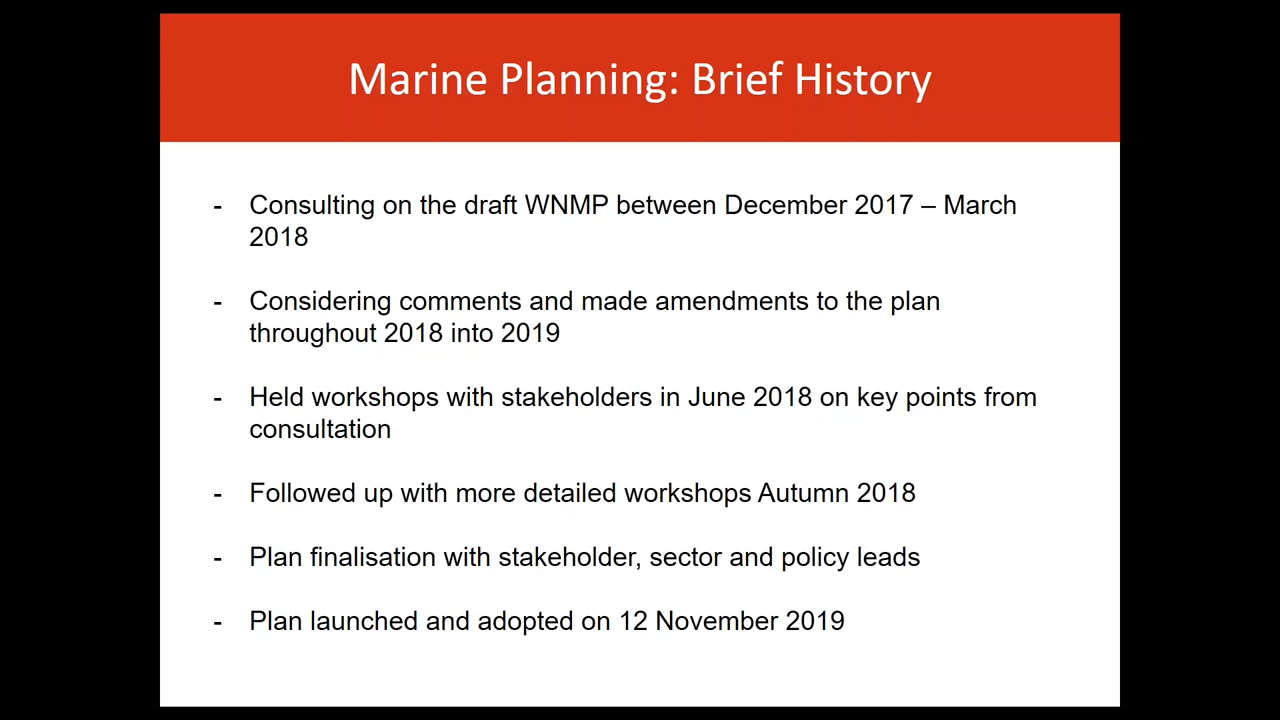 Marine Planning: Brief History
- Consulting on the draft WNMP between December 2017 – March
2018
- Considering comments and made amendments to the plan
throughout 2018 into 2019
- Held workshops with stakeholders in June 2018 on key points from
consultation
- Followed up with more detailed workshops Autumn 2018
- Plan finalisation with stakeholder, sector and policy leads
- Plan launched and adopted on 12 November 2019